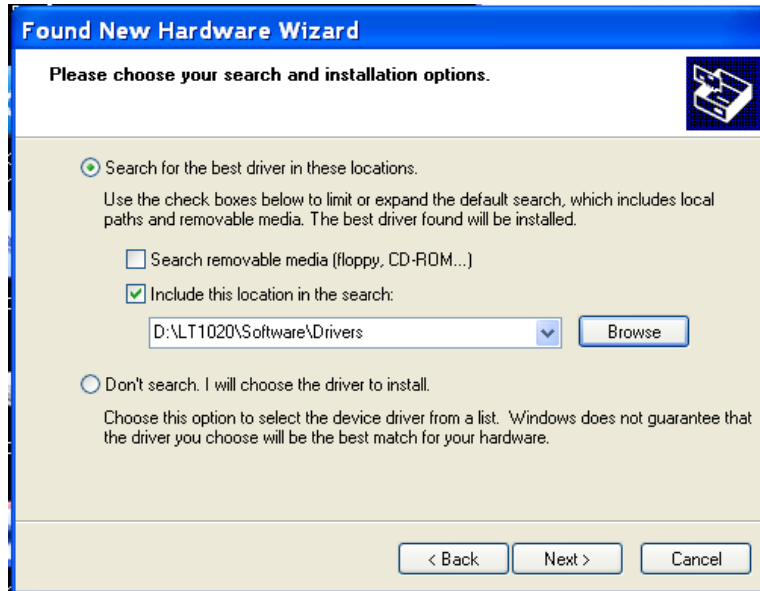 Found New Hardware Wizard
Please choose your search and installation options.
Search for the best driver in these locations.
Use the check boxes below to limit or expand the default search, which includes local
paths and removable media. The best driver found will be installed.
Search removable media (floppy, CD-ROM...)
Include this location in the search:
D:\LT1020\Software\Drivers
Browse
Don't search. I will choose the driver to install.
Choose this option to select the device driver from a list. Windows does not guarantee that
the driver you choose will be the best match for your hardware.
< Back
Next >
Cancel